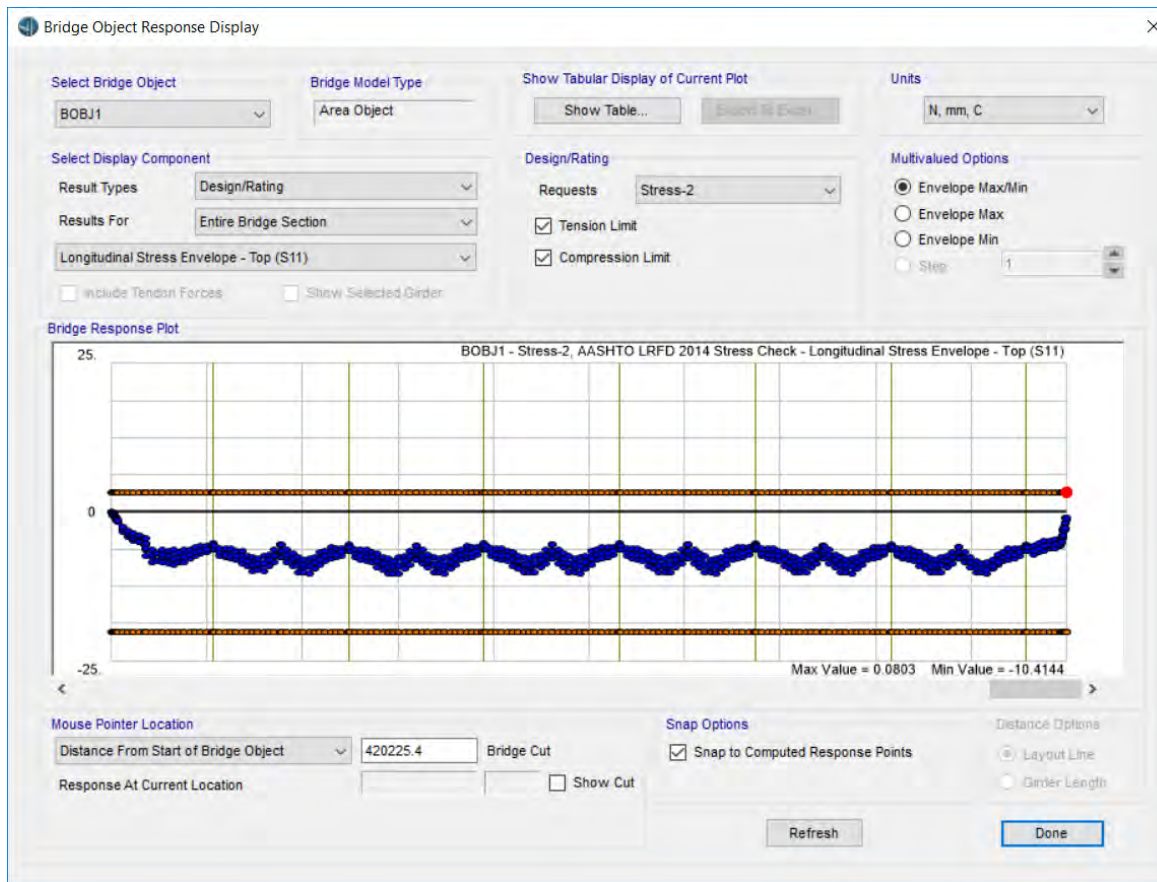 Bridge Object Response Display
Select Bridge Object
Bridge Model Type
Show Tabular Display of Current Plot
Units
BOBJ1
Area Object
Show Table...
Export To Excel...
N, mm, C
Select Display Component
Design/Rating
Multivalued Options
Result Types
Design/Rating
Requests
Stress-2
Envelope Max/Min
Results For
Entire Bridge Section
Tension Limit
Envelope Max
Longitudinal Stress Envelope - Top (S11)
Compression Limit
Envelope Min
Step
1
Include Tendon Forces
Show Selected Girder
Bridge Response Plot
25.
BOBJ1 - Stress-2, AASHTO LRFD 2014 Stress Check - Longitudinal Stress Envelope - Top (S11)
0
-25.
Max Value = 0.0803 Min Value = -10.4144
Mouse Pointer Location
Snap Options
Distance Options
Distance From Start of Bridge Object
420225.4
Bridge Cut
Snap to Computed Response Points
Layout Line
Response At Current Location
Show Cut
Girder Length
Refresh
Done